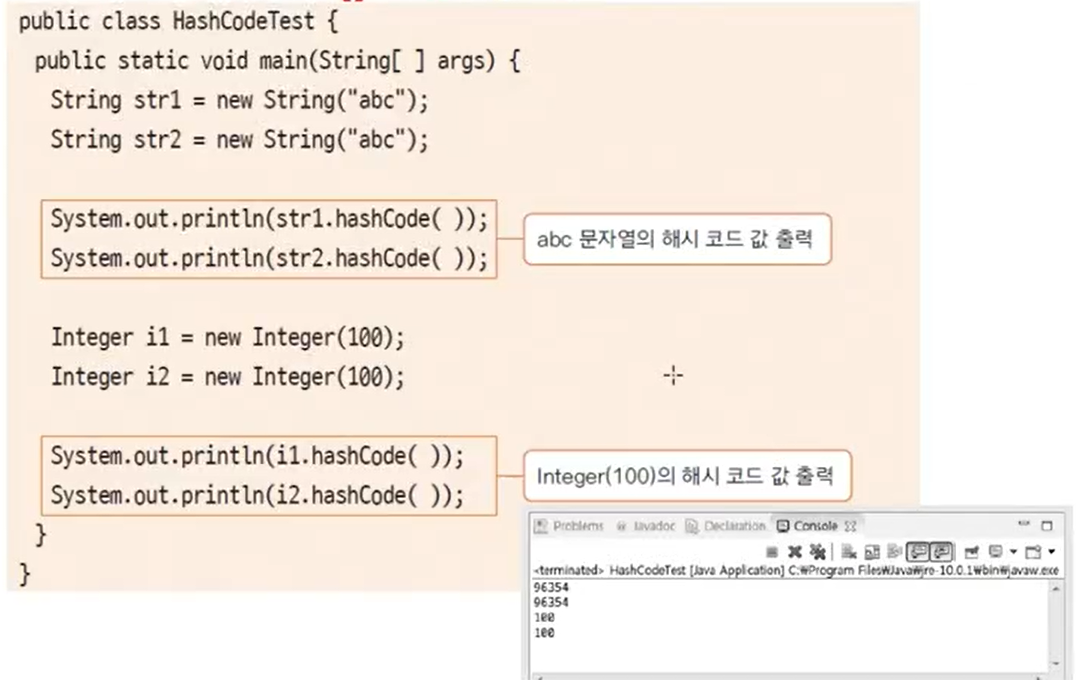 public class HashCodeTest {
public static void main(String[ ] args) {
String str1 = new String("abc");
String str2 = new String("abc");
System.out.println(str1.hashCode( ));
System.out.println(str2.hashCode( ));
abc 문자열의 해시 코드 값 출력
Integer i1 = new Integer(100);
Integer i2 = new Integer(100);
System.out.println(i1.hashCode( ));
System.out.println(i2.hashCode( ));
Integer(100)의 해시 코드 값 출력
}
}
Problems @ Javadoc Declaration Console
<terminated> HashCodeTest [Java Application] C:₩Program Files₩Java₩jre-10.0.1₩bin₩javaw.exe
96354
96354
100
100